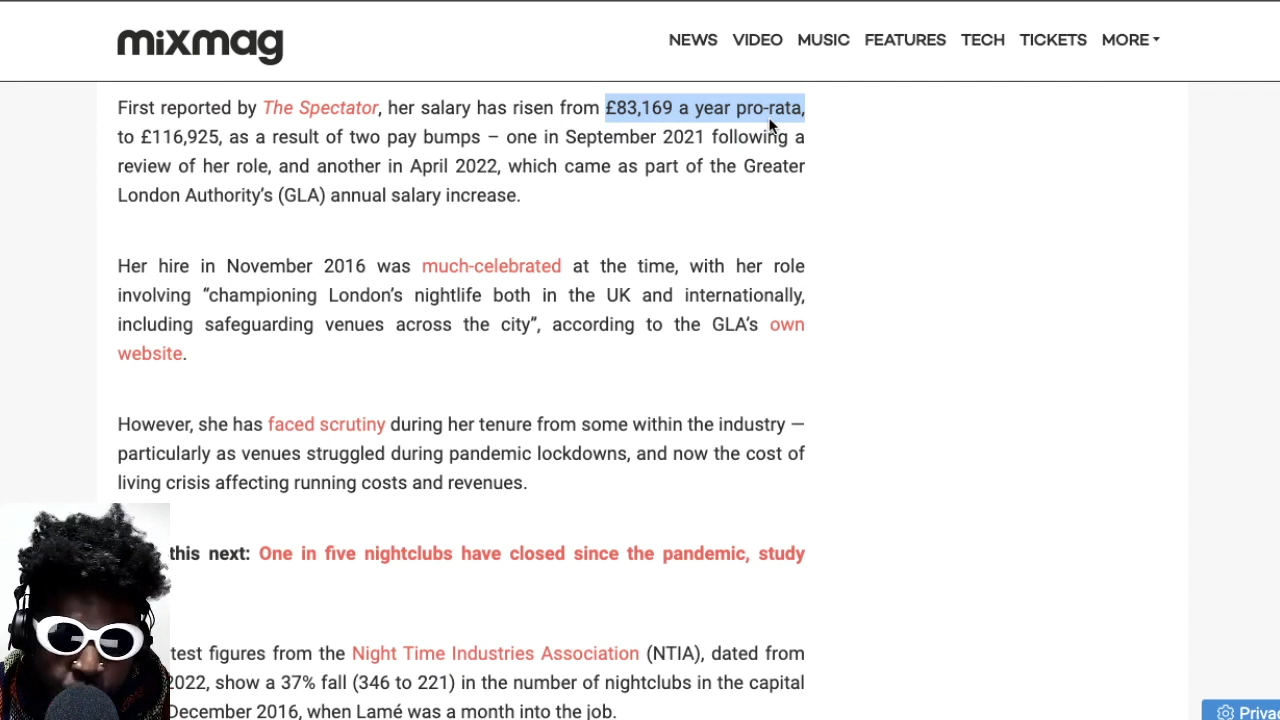 mixmag
NEWS VIDEO MUSIC FEATURES TECH TICKETS MORE
First reported by The Spectator, her salary has risen from £83,169 a year pro-rata,
to £116,925, as a result of two pay bumps – one in September 2021 following a
review of her role, and another in April 2022, which came as part of the Greater
London Authority's (GLA) annual salary increase.
Her hire in November 2016 was much-celebrated at the time, with her role
involving “championing London's nightlife both in the UK and internationally,
including safeguarding venues across the city”, according to the GLA's own
website.
However, she has faced scrutiny during her tenure from some within the industry —
particularly as venues struggled during pandemic lockdowns, and now the cost of
living crisis affecting running costs and revenues.
this next: One in five nightclubs have closed since the pandemic, study
test figures from the Night Time Industries Association (NTIA), dated from
2022, show a 37% fall (346 to 221) in the number of nightclubs in the capital
December 2016, when Lamé was a month into the job.